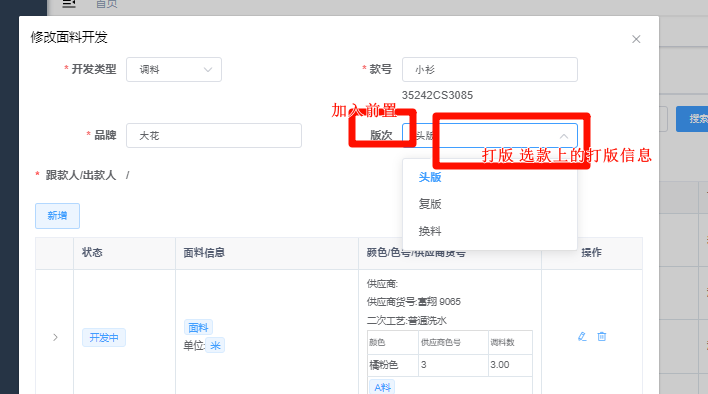 首页
修改面料开发
* 开发类型 调料
* 款号 小衫
35242CS3085
加入前置
搜索
* 品牌 大花
版次 头版
打版 选款上的打版信息
* 跟款人/出款人 /
头版
复版
换料
新增
状态 面料信息 颜色/色号/供应商货号 操作
供应商:
供应商货号:富翔 9065
二次工艺:普通洗水
开发中
面料
单位: 米
颜色 供应商色号 调料数
橘粉色 3 3.00
A料